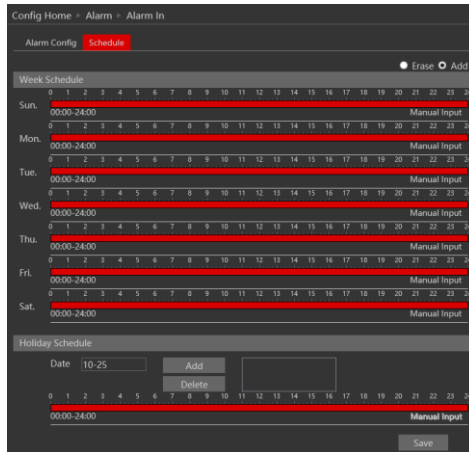 Config Home ▸ Alarm ▸ Alarm In
Alarm Config Schedule
Erase Add
Week Schedule
0 1 2 3 4 5 6 7 8 9 10 11 12 13 14 15 16 17 18 19 20 21 22 23 2
Sun.
00:00-24:00 Manual Input
0 1 2 3 4 5 6 7 8 9 10 11 12 13 14 15 16 17 18 19 20 21 22 23 2
Mon.
00:00-24:00 Manual Input
0 1 2 3 4 5 6 7 8 9 10 11 12 13 14 15 16 17 18 19 20 21 22 23 2
Tue.
00:00-24:00 Manual Input
0 1 2 3 4 5 6 7 8 9 10 11 12 13 14 15 16 17 18 19 20 21 22 23 2
Wed.
00:00-24:00 Manual Input
0 1 2 3 4 5 6 7 8 9 10 11 12 13 14 15 16 17 18 19 20 21 22 23 2
Thu.
00:00-24:00 Manual Input
0 1 2 3 4 5 6 7 8 9 10 11 12 13 14 15 16 17 18 19 20 21 22 23 2
Fri.
00:00-24:00 Manual Input
0 1 2 3 4 5 6 7 8 9 10 11 12 13 14 15 16 17 18 19 20 21 22 23 2
Sat.
00:00-24:00 Manual Input
Holiday Schedule
Date 10-25 Add
Delete
0 1 2 3 4 5 6 7 8 9 10 11 12 13 14 15 16 17 18 19 20 21 22 23 2
00:00-24:00 Manual Input
Save